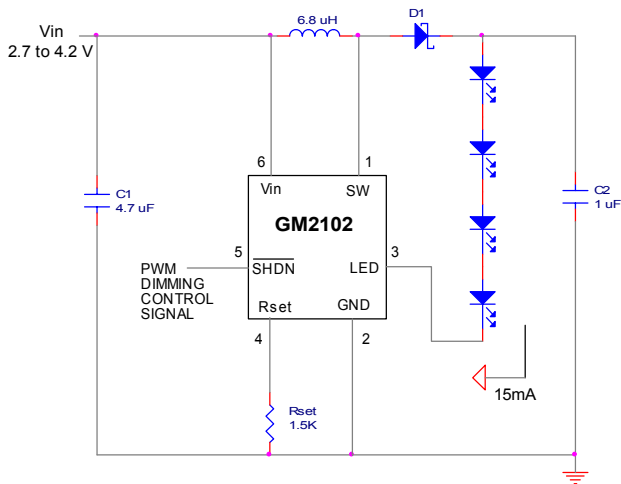 D1
6.8 uH
Vin
2.7 to 4.2 V
6
1
Vin
SW
C1
4.7 uF
C2
1 uF
GM2102
5
3
SHDN
LED
PWM
DIMMING
CONTROL
SIGNAL
Rset
GND
4
2
15mA
Rset
1.5K